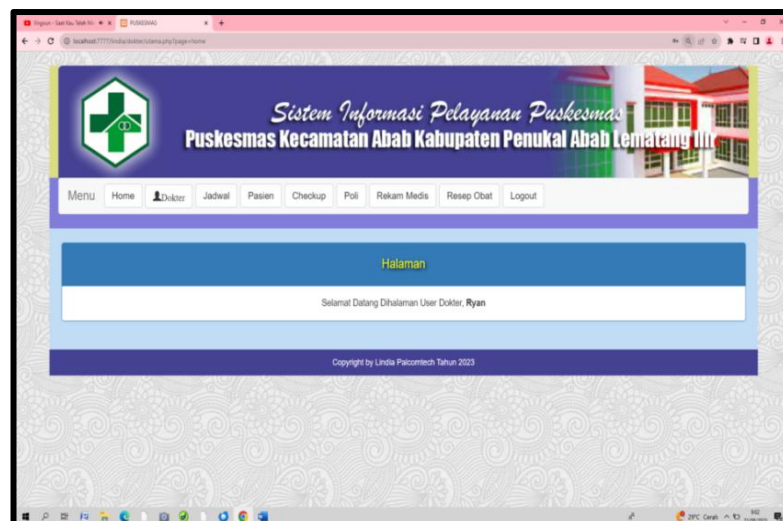 PUSKESMAS
Sistem Informasi Pelayanan Puskesmas
Puskesmas Kecamatan Abab Kabupaten Penukal Abab Lematang Ilir
Menu Home Dokter Jadwal Pasien Checkup Poli Rekam Medis Resep Obat Logout
Halaman
Selamat Datang Dihalaman User Dokter, Ryan
Copyright by Lindia Palcomtech Tahun 2023
29°C Cerah